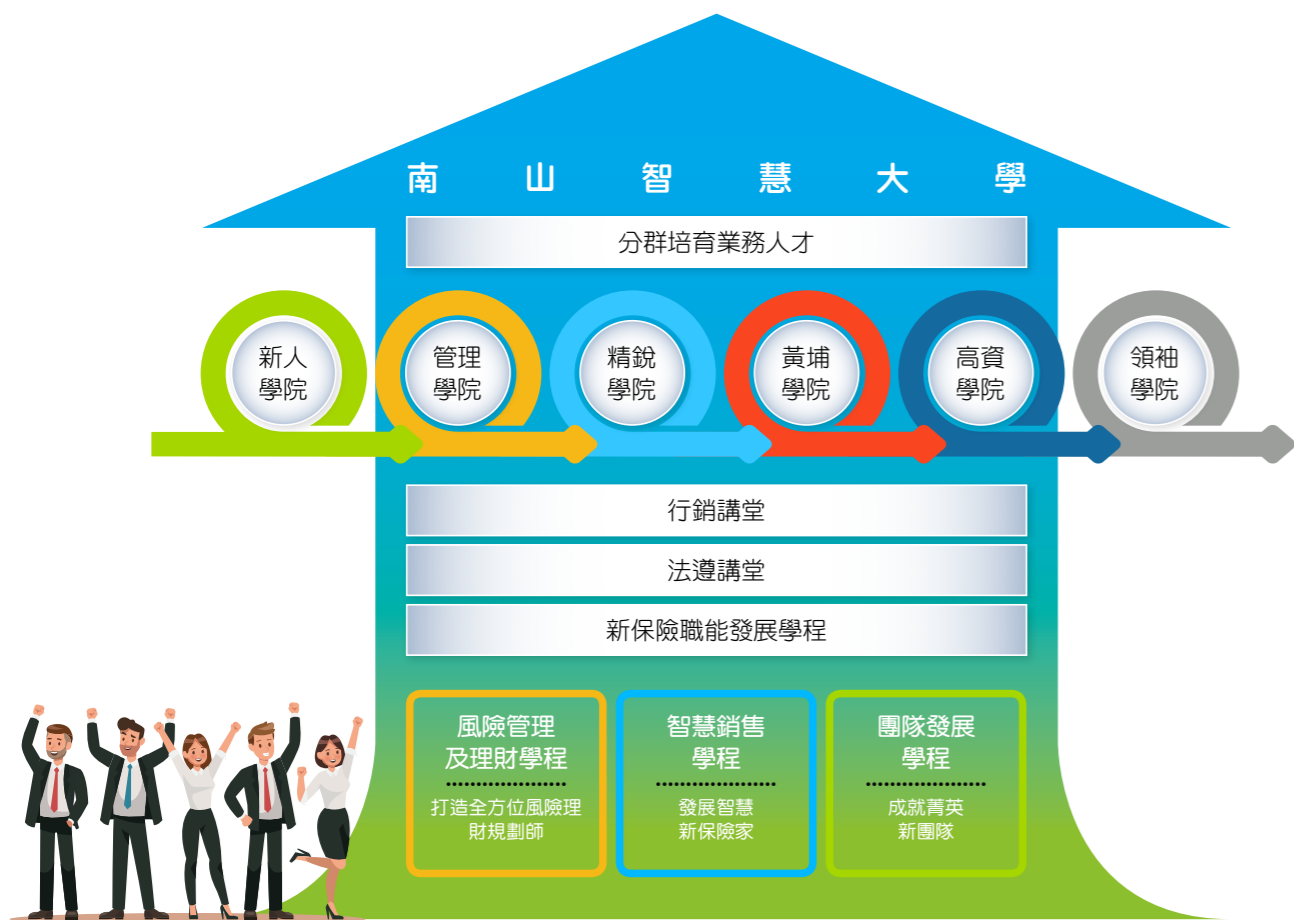 南山智慧大學
分群培育業務人才
新人
學院
管理
學院
精銳
學院
黃埔
學院
高資
學院
領袖
學院
行銷講堂
法遵講堂
新保險職能發展學程
風險管理
及理財學程
打造全方位風險理
財規劃師
智慧銷售
學程
發展智慧
新保險家
團隊發展
學程
成就菁英
新團隊